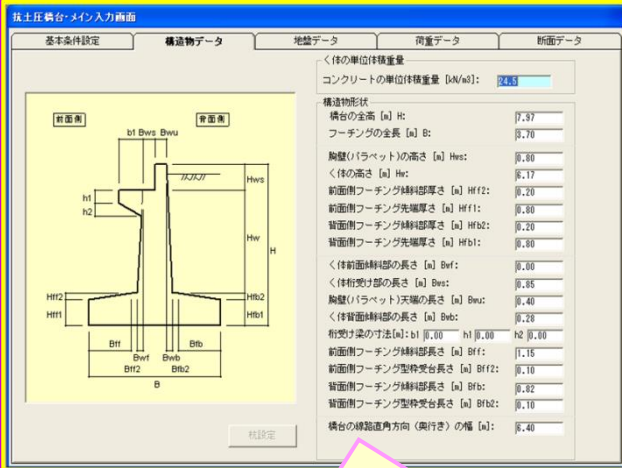 抗土圧橋台・メイン入力画面
基本条件設定 構造物データ 地盤データ 荷重データ 断面データ
く体の単位体積重量
コンクリートの単位体積重量 [kN/m3]: 24.5
構造物形状
橋台の全高 [m] H: 7.97
フーチングの全長 [m] B: 3.70
胸壁(パラペット)の高さ [m] Hws: 0.80
く体の高さ [m] Hw: 6.17
前面側フーチング傾斜部厚さ [m] Hff2: 0.20
前面側フーチング先端厚さ [m] Hff1: 0.80
背面側フーチング傾斜部厚さ [m] Hfb2: 0.20
背面側フーチング先端厚さ [m] Hfb1: 0.80
く体前面傾斜部の長さ [m] Bwf: 0.00
く体桁受け部の長さ [m] Bws: 0.85
胸壁(パラペット)天端の長さ [m] Bwu: 0.40
く体背面傾斜部の長さ [m] Bwb: 0.28
桁受け梁の寸法[m]: b1 0.00 h1 0.00 h2 0.00
前面側フーチング傾斜部長さ [m] Bff: 1.15
前面側フーチング型枠受台長さ [m] Bff2: 0.10
背面側フーチング傾斜部長さ [m] Bfb: 0.82
背面側フーチング型枠受台長さ [m] Bfb2: 0.10
橋台の線路直角方向(奥行き)の幅 [m]: 6.40
前面側 背面側
b1 Bws Bwu
Hws
h1
h2
Hw
H
Hff2
Hff1
Hfb2
Hfb1
Bff
Bwf
Bwb
Bfb
Bff2
Bfb2
B
杭設定